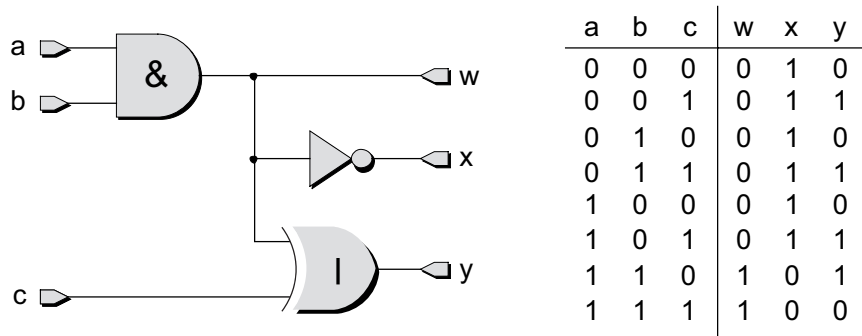 a & w
b
x
c | y
a b c w x y
0 0 0 0 1 0
0 0 1 0 1 1
0 1 0 0 1 0
0 1 1 0 1 1
1 0 0 0 1 0
1 0 1 0 1 1
1 1 0 1 0 1
1 1 1 1 0 0